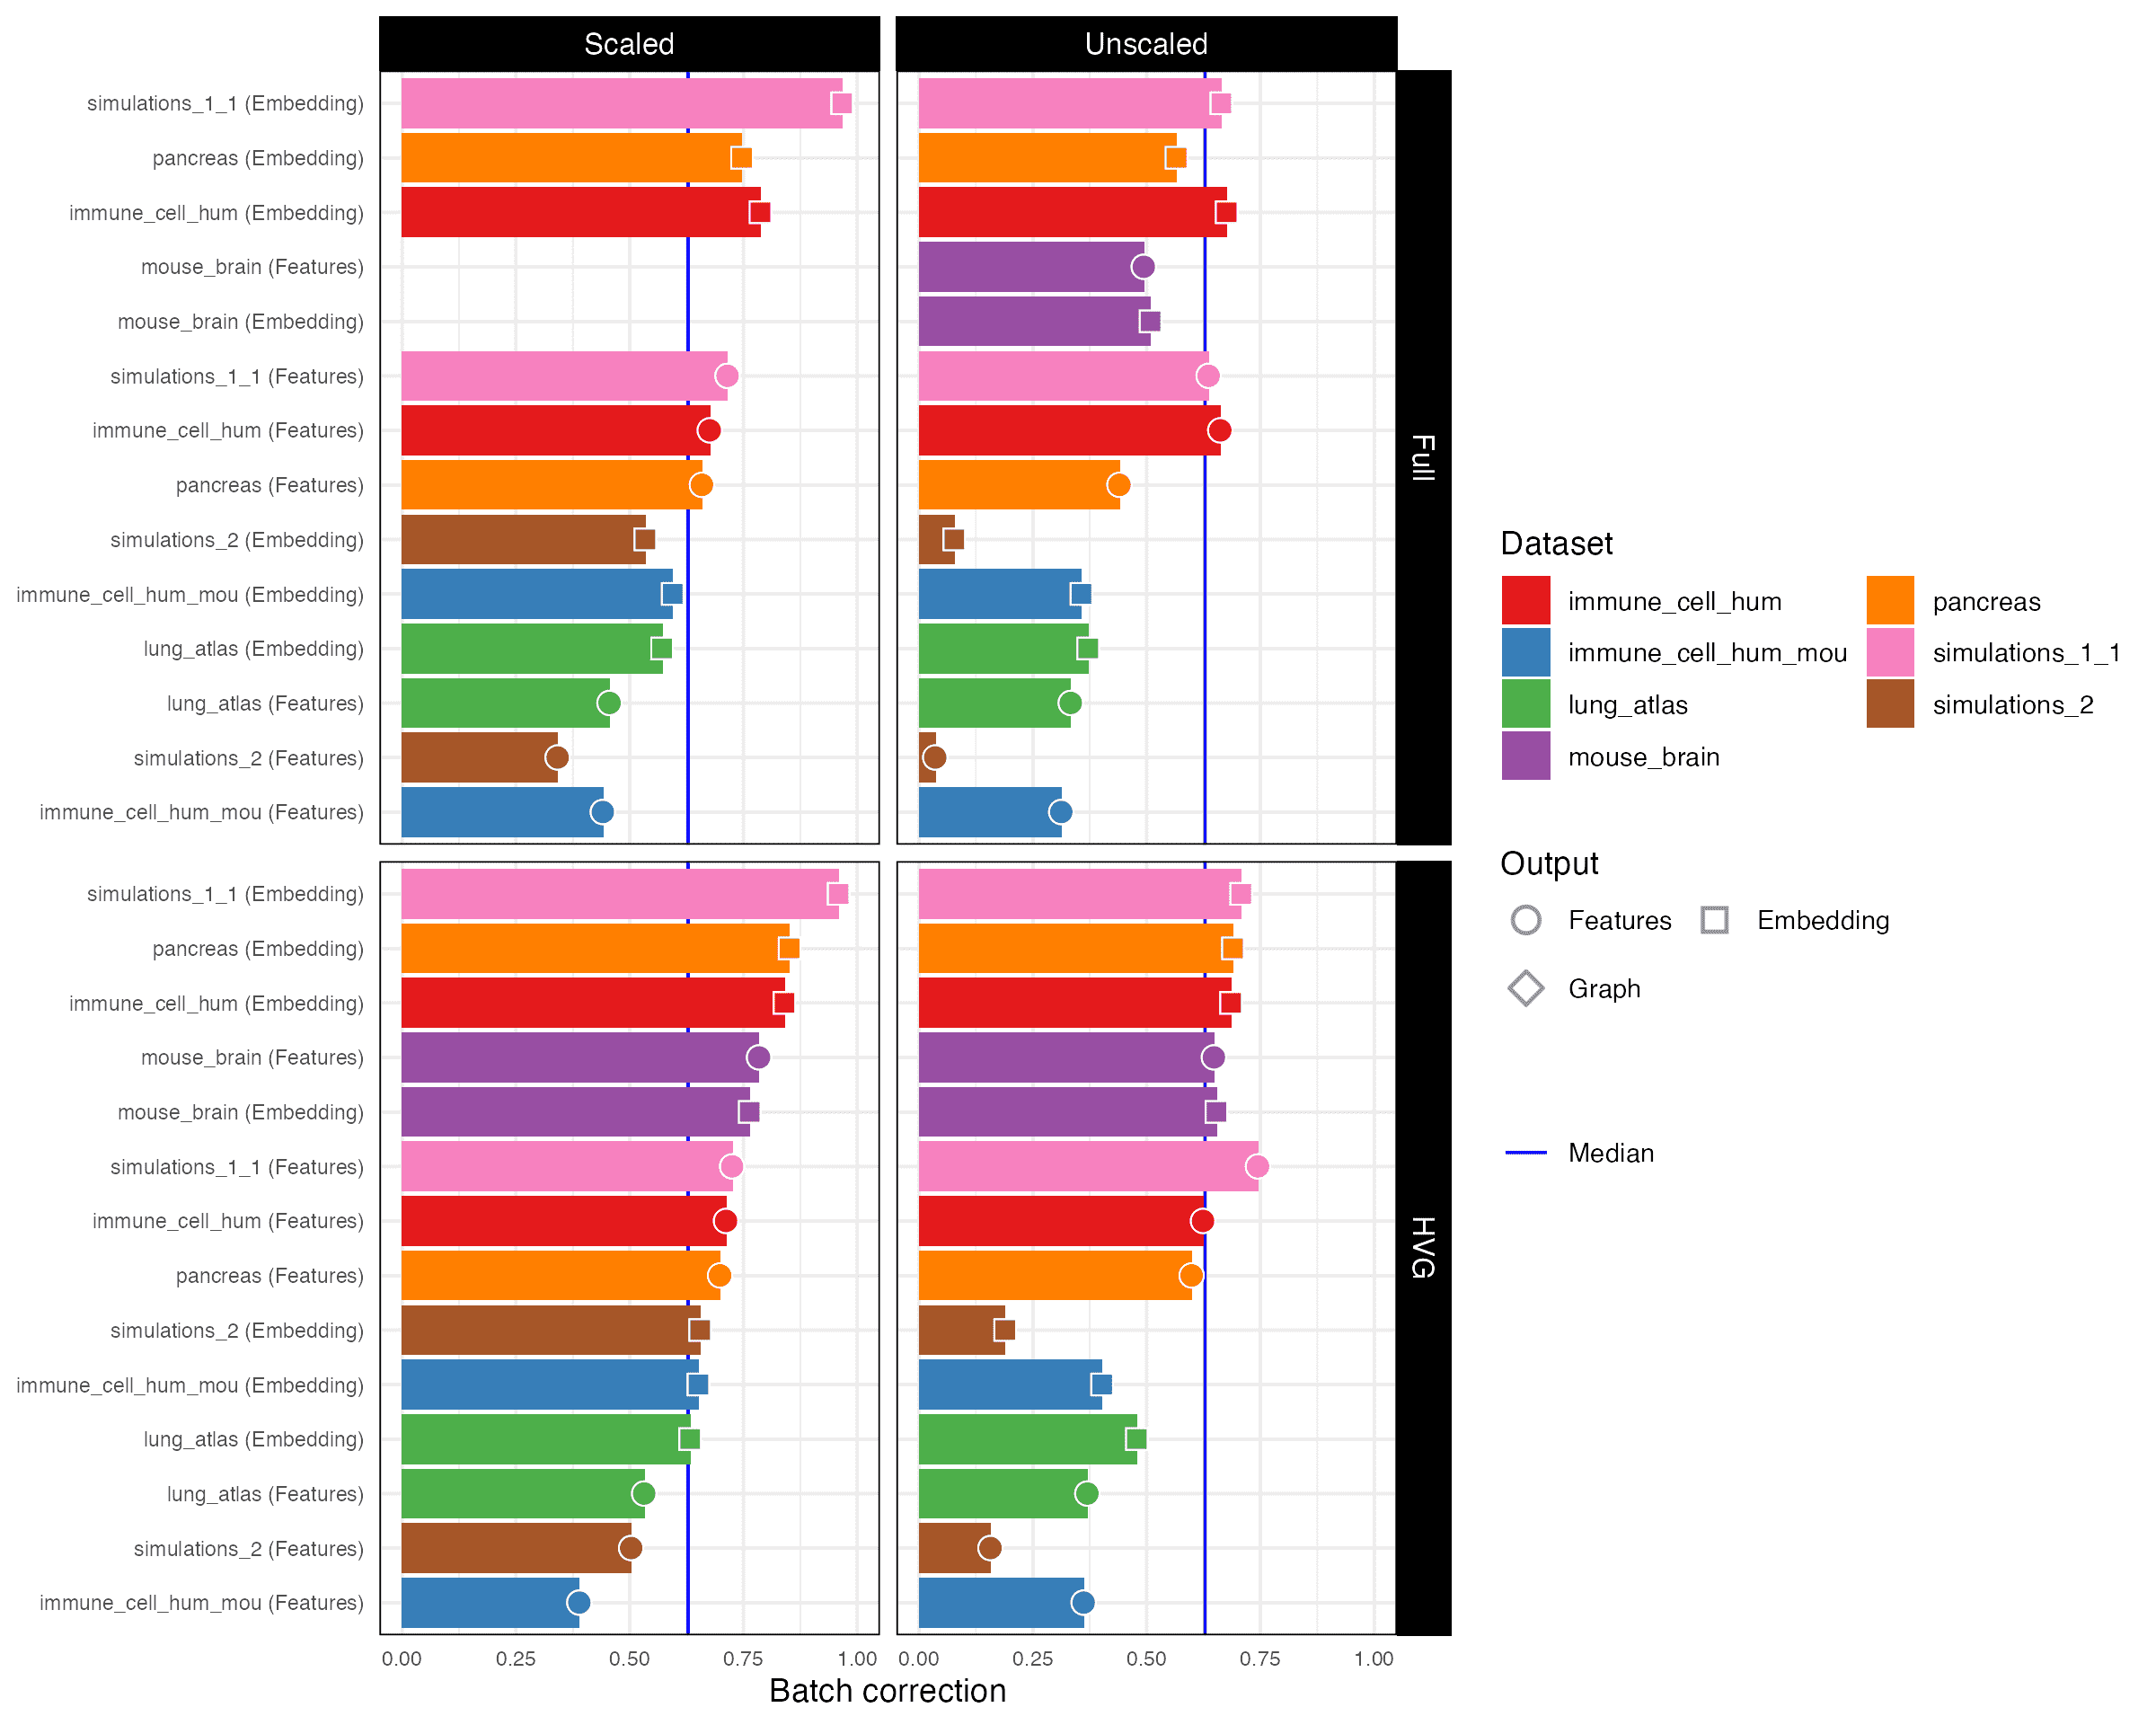 Scaled
Unscaled
simulations_1_1 (Embedding)
pancreas (Embedding)
immune_cell_hum (Embedding)
mouse_brain (Features)
mouse_brain (Embedding)
simulations_1_1 (Features)
immune_cell_hum (Features)
pancreas (Features)
simulations_2 (Embedding)
immune_cell_hum_mou (Embedding)
lung_atlas (Embedding)
lung_atlas (Features)
simulations_2 (Features)
immune_cell_hum_mou (Features)
Full
simulations_1_1 (Embedding)
pancreas (Embedding)
immune_cell_hum (Embedding)
mouse_brain (Features)
mouse_brain (Embedding)
simulations_1_1 (Features)
immune_cell_hum (Features)
pancreas (Features)
simulations_2 (Embedding)
immune_cell_hum_mou (Embedding)
lung_atlas (Embedding)
lung_atlas (Features)
simulations_2 (Features)
immune_cell_hum_mou (Features)
HVG
0.00 0.25 0.50 0.75 1.00
0.00 0.25 0.50 0.75 1.00
Batch correction
Dataset
immune_cell_hum
immune_cell_hum_mou
lung_atlas
mouse_brain
pancreas
simulations_1_1
simulations_2
Output
Features
Embedding
Graph
Median